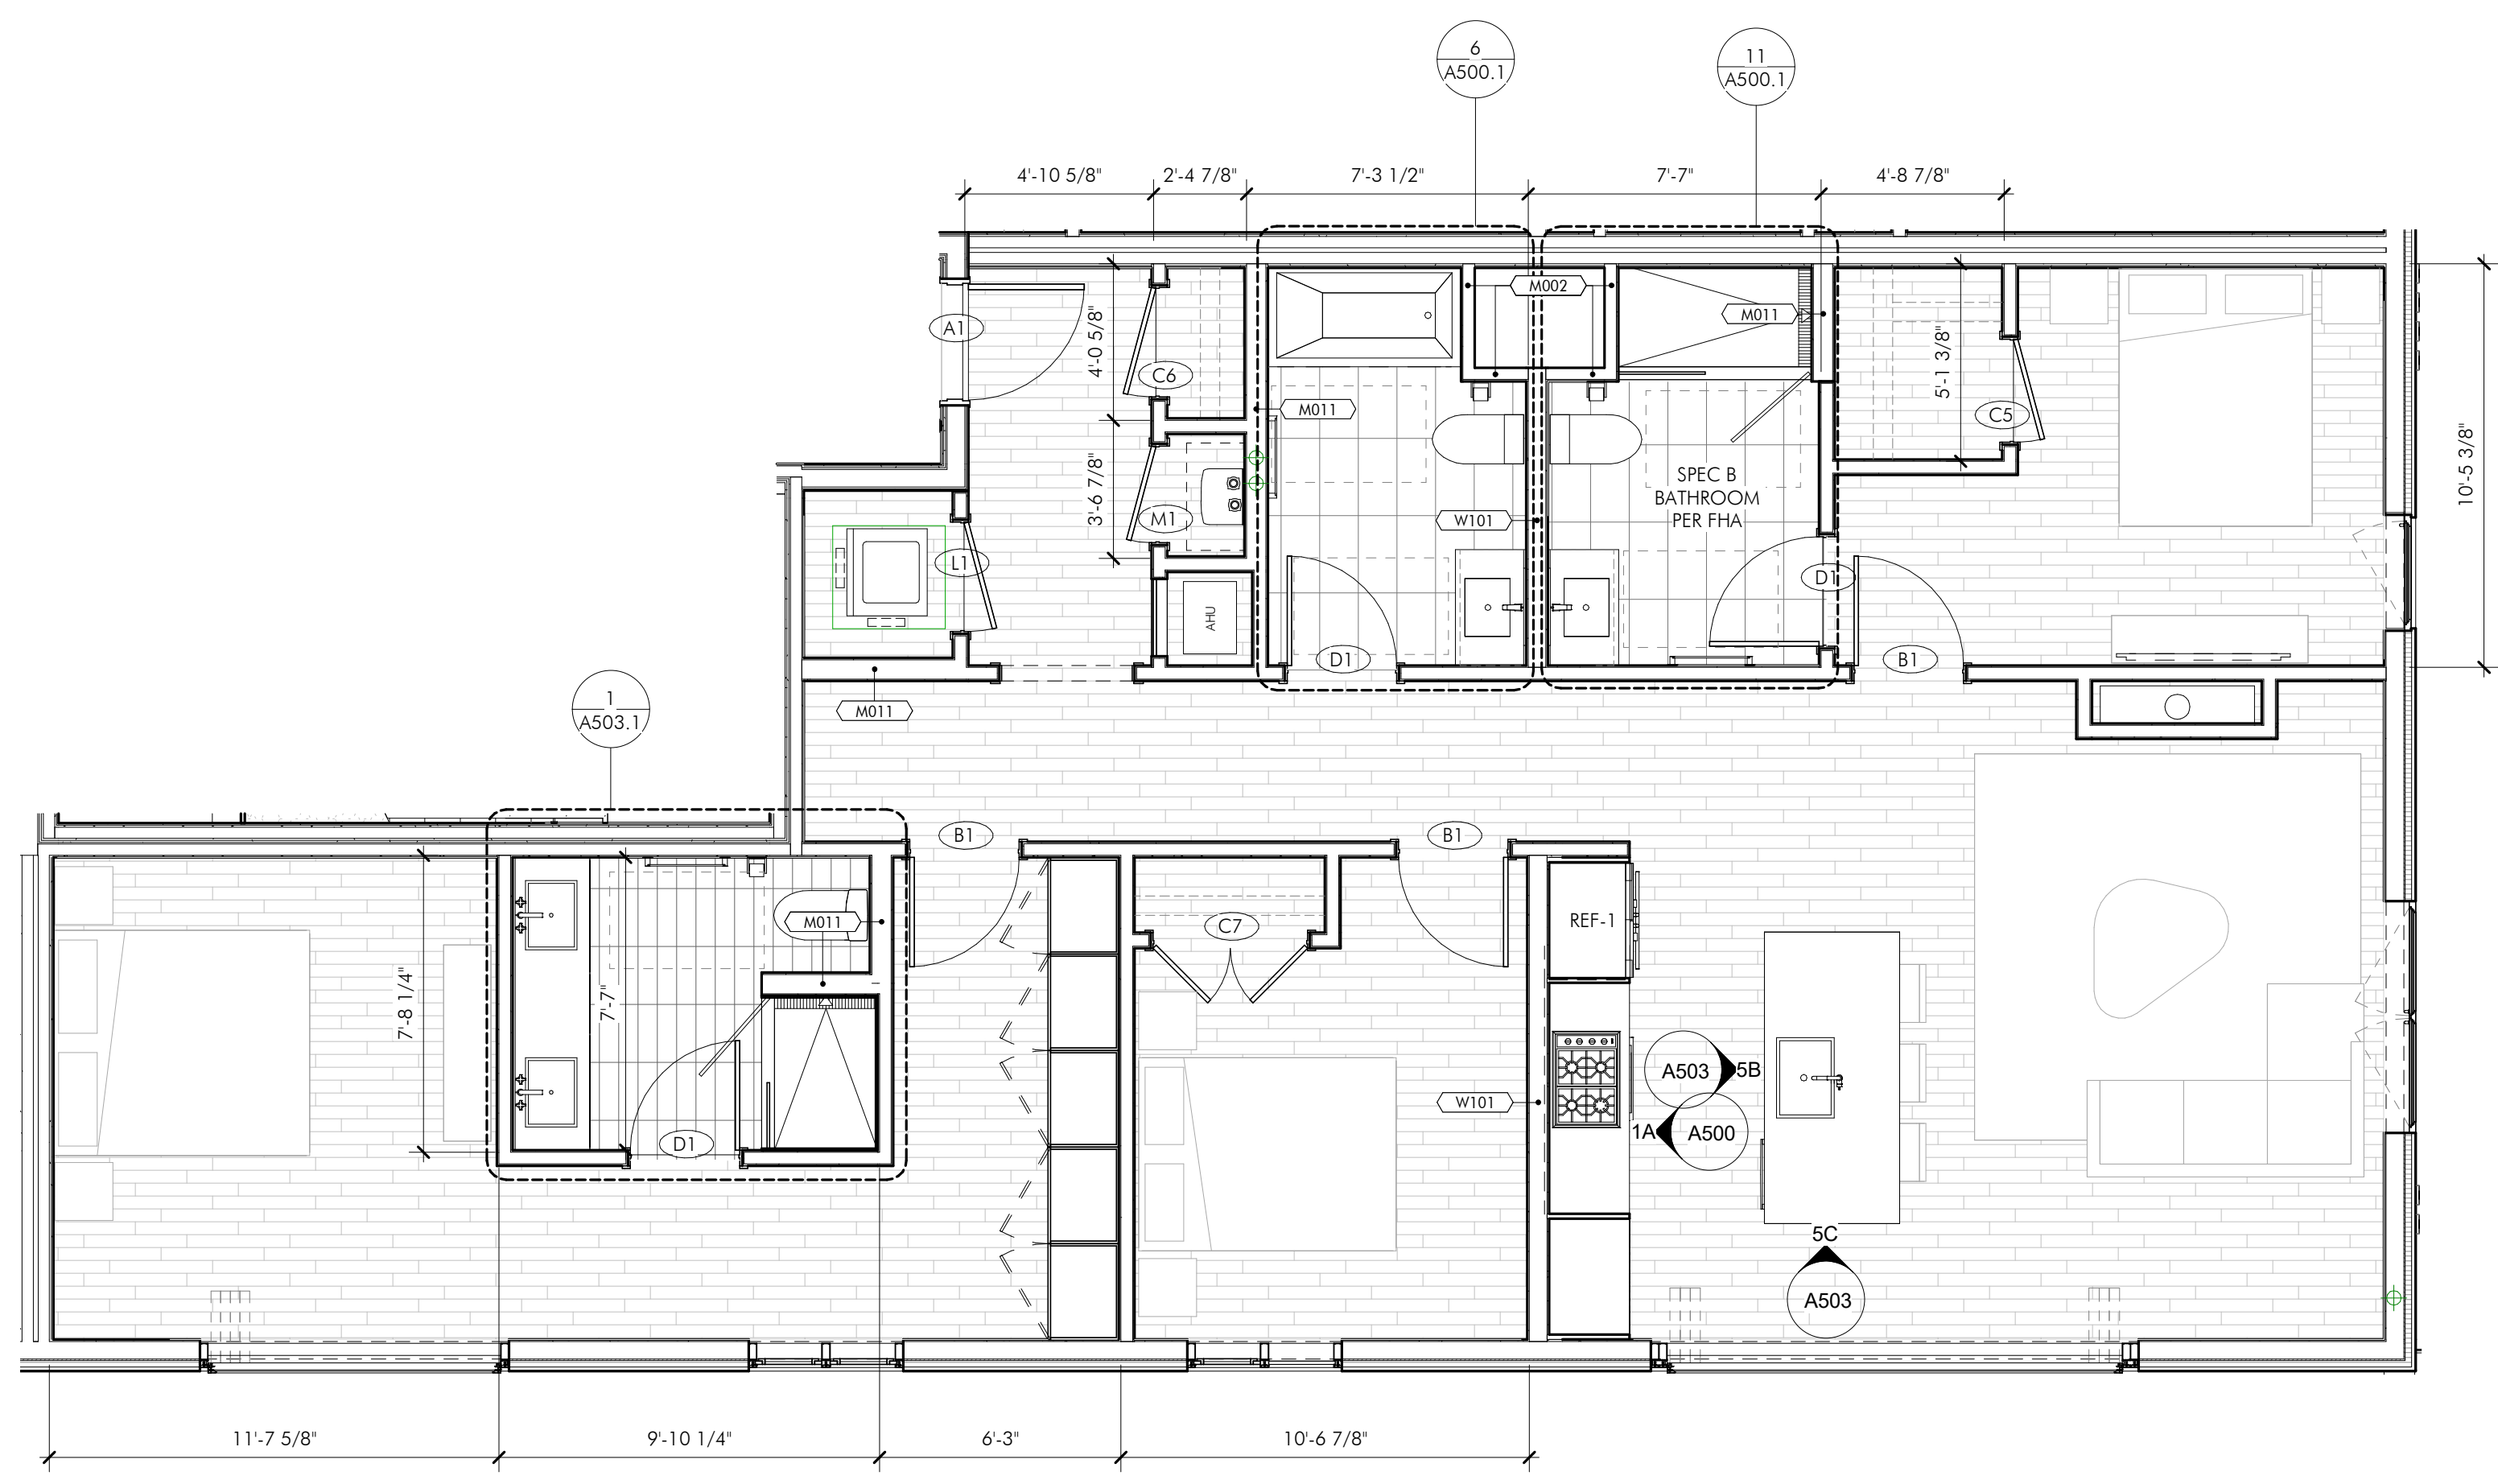 6
A500.1
11
A500.1
4'-10 5/8"
2'-4 7/8"
7'-3 1/2"
7'-7"
4'-8 7/8"
M002
M011
A1
4'-0 5/8"
C6
M011
5'-1 3/8"
C5
10'-5 3/8"
SPEC B
BATHROOM
PER FHA
3'-6 7/8"
M1
W101
L1
AHU
D1
D1
B1
1
A503.1
M011
B1
B1
M011
C7
REF-1
7'-8 1/4"
7'-7"
A503
5B
W101
1A
A500
D1
5C
A503
11'-7 5/8"
9'-10 1/4"
6'-3"
10'-6 7/8"